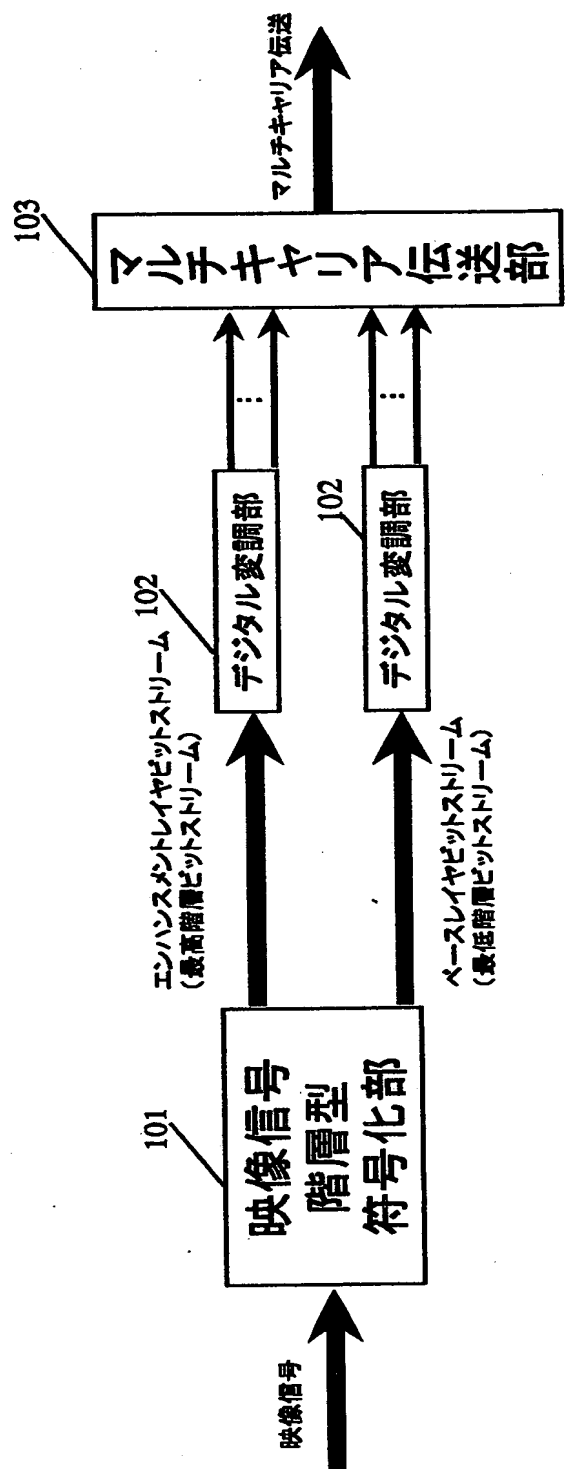 映像信号
101
映像信号
階層型
符号化部
エンハンスメントレイヤビットストリーム
(最高階層ビットストリーム)
ベースレイヤビットストリーム
(最低階層ビットストリーム)
102
デジタル変調部
102
デジタル変調部
…
…
103
マルチキャリア伝送部
マルチキャリア伝送